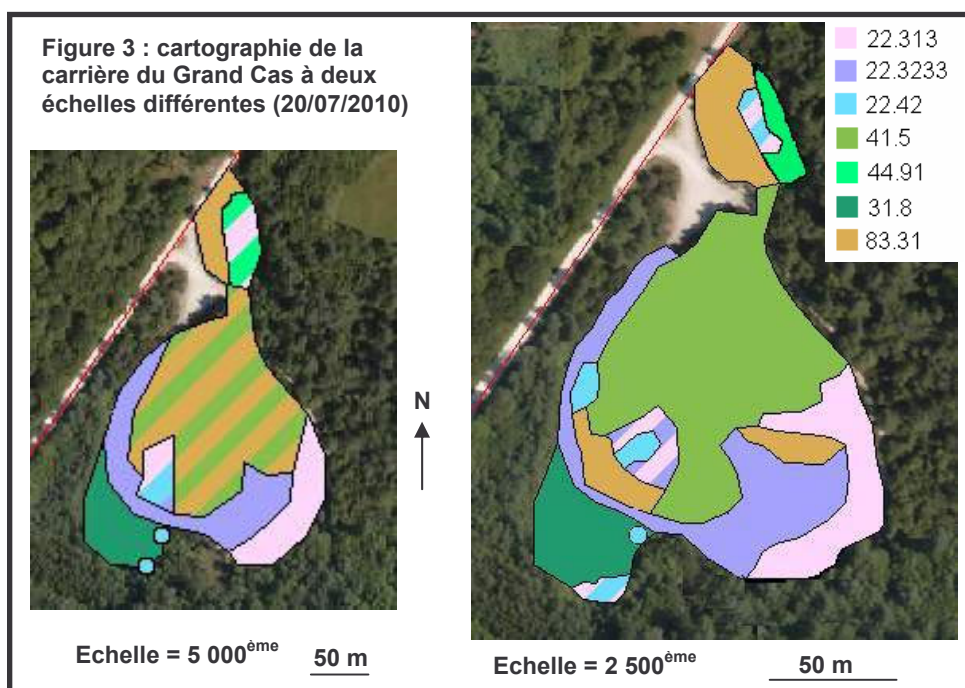 Figure 3 : cartographie de la
carrière du Grand Cas à deux
échelles différentes (20/07/2010)
22.313
22.3233
22.42
41.5
44.91
31.8
83.31
N
Echelle = 5 000ème
50 m
Echelle = 2 500ème
50 m